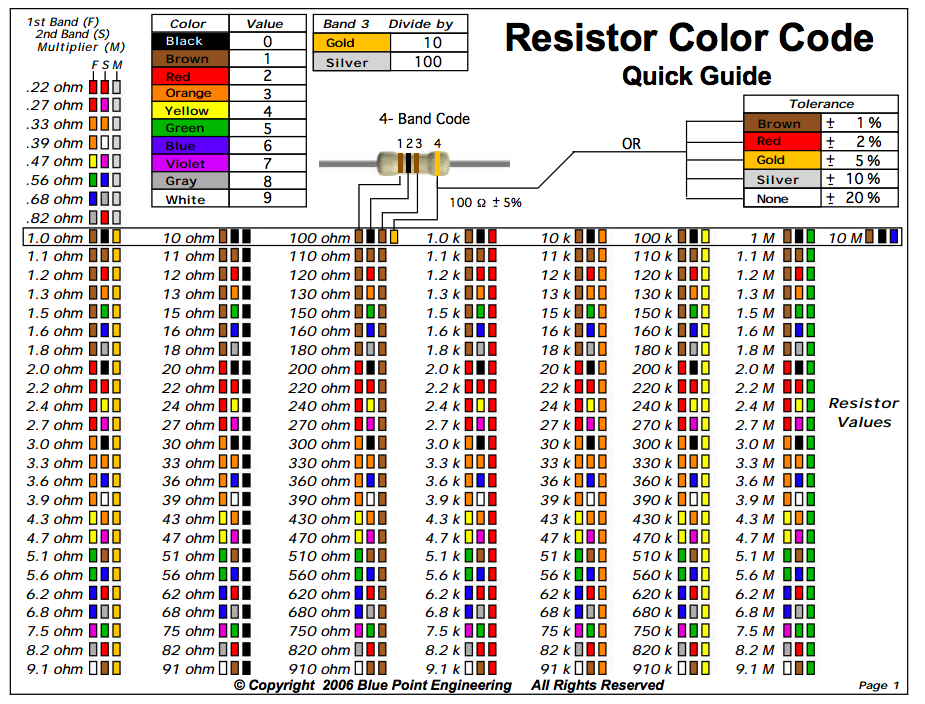 Resistor Color Code
Quick Guide
1st Band (F)
2nd Band (S)
Multiplier (M)
F S M
Color Value
Black 0
Brown 1
Red 2
Orange 3
Yellow 4
Green 5
Blue 6
Violet 7
Gray 8
White 9
Band 3 Divide by
Gold 10
Silver 100
4- Band Code
1 2 3 4
OR
100 Ω ± 5%
Tolerance
Brown ± 1 %
Red ± 2 %
Gold ± 5 %
Silver ± 10 %
None ± 20 %
.22 ohm
.27 ohm
.33 ohm
.39 ohm
.47 ohm
.56 ohm
.68 ohm
.82 ohm
1.0 ohm 10 ohm 100 ohm 1.0 k 10 k 100 k 1 M 10 M
1.1 ohm 11 ohm 110 ohm 1.1 k 11 k 110 k 1.1 M
1.2 ohm 12 ohm 120 ohm 1.2 k 12 k 120 k 1.2 M
1.3 ohm 13 ohm 130 ohm 1.3 k 13 k 130 k 1.3 M
1.5 ohm 15 ohm 150 ohm 1.5 k 15 k 150 k 1.5 M
1.6 ohm 16 ohm 160 ohm 1.6 k 16 k 160 k 1.6 M
1.8 ohm 18 ohm 180 ohm 1.8 k 18 k 180 k 1.8 M
2.0 ohm 20 ohm 200 ohm 2.0 k 20 k 200 k 2.0 M
2.2 ohm 22 ohm 220 ohm 2.2 k 22 k 220 k 2.2 M
2.4 ohm 24 ohm 240 ohm 2.4 k 24 k 240 k 2.4 M
2.7 ohm 27 ohm 270 ohm 2.7 k 27 k 270 k 2.7 M
3.0 ohm 30 ohm 300 ohm 3.0 k 30 k 300 k 3.0 M
3.3 ohm 33 ohm 330 ohm 3.3 k 33 k 330 k 3.3 M
3.6 ohm 36 ohm 360 ohm 3.6 k 36 k 360 k 3.6 M
3.9 ohm 39 ohm 390 ohm 3.9 k 39 k 390 k 3.9 M
4.3 ohm 43 ohm 430 ohm 4.3 k 43 k 430 k 4.3 M
4.7 ohm 47 ohm 470 ohm 4.7 k 47 k 470 k 4.7 M
5.1 ohm 51 ohm 510 ohm 5.1 k 51 k 510 k 5.1 M
5.6 ohm 56 ohm 560 ohm 5.6 k 56 k 560 k 5.6 M
6.2 ohm 62 ohm 620 ohm 6.2 k 62 k 620 k 6.2 M
6.8 ohm 68 ohm 680 ohm 6.8 k 68 k 680 k 6.8 M
7.5 ohm 75 ohm 750 ohm 7.5 k 75 k 750 k 7.5 M
8.2 ohm 82 ohm 820 ohm 8.2 k 82 k 820 k 8.2 M
9.1 ohm 91 ohm 910 ohm 9.1 k 91 k 910 k 9.1 M
Resistor
Values
© Copyright 2006 Blue Point Engineering All Rights Reserved
Page 1